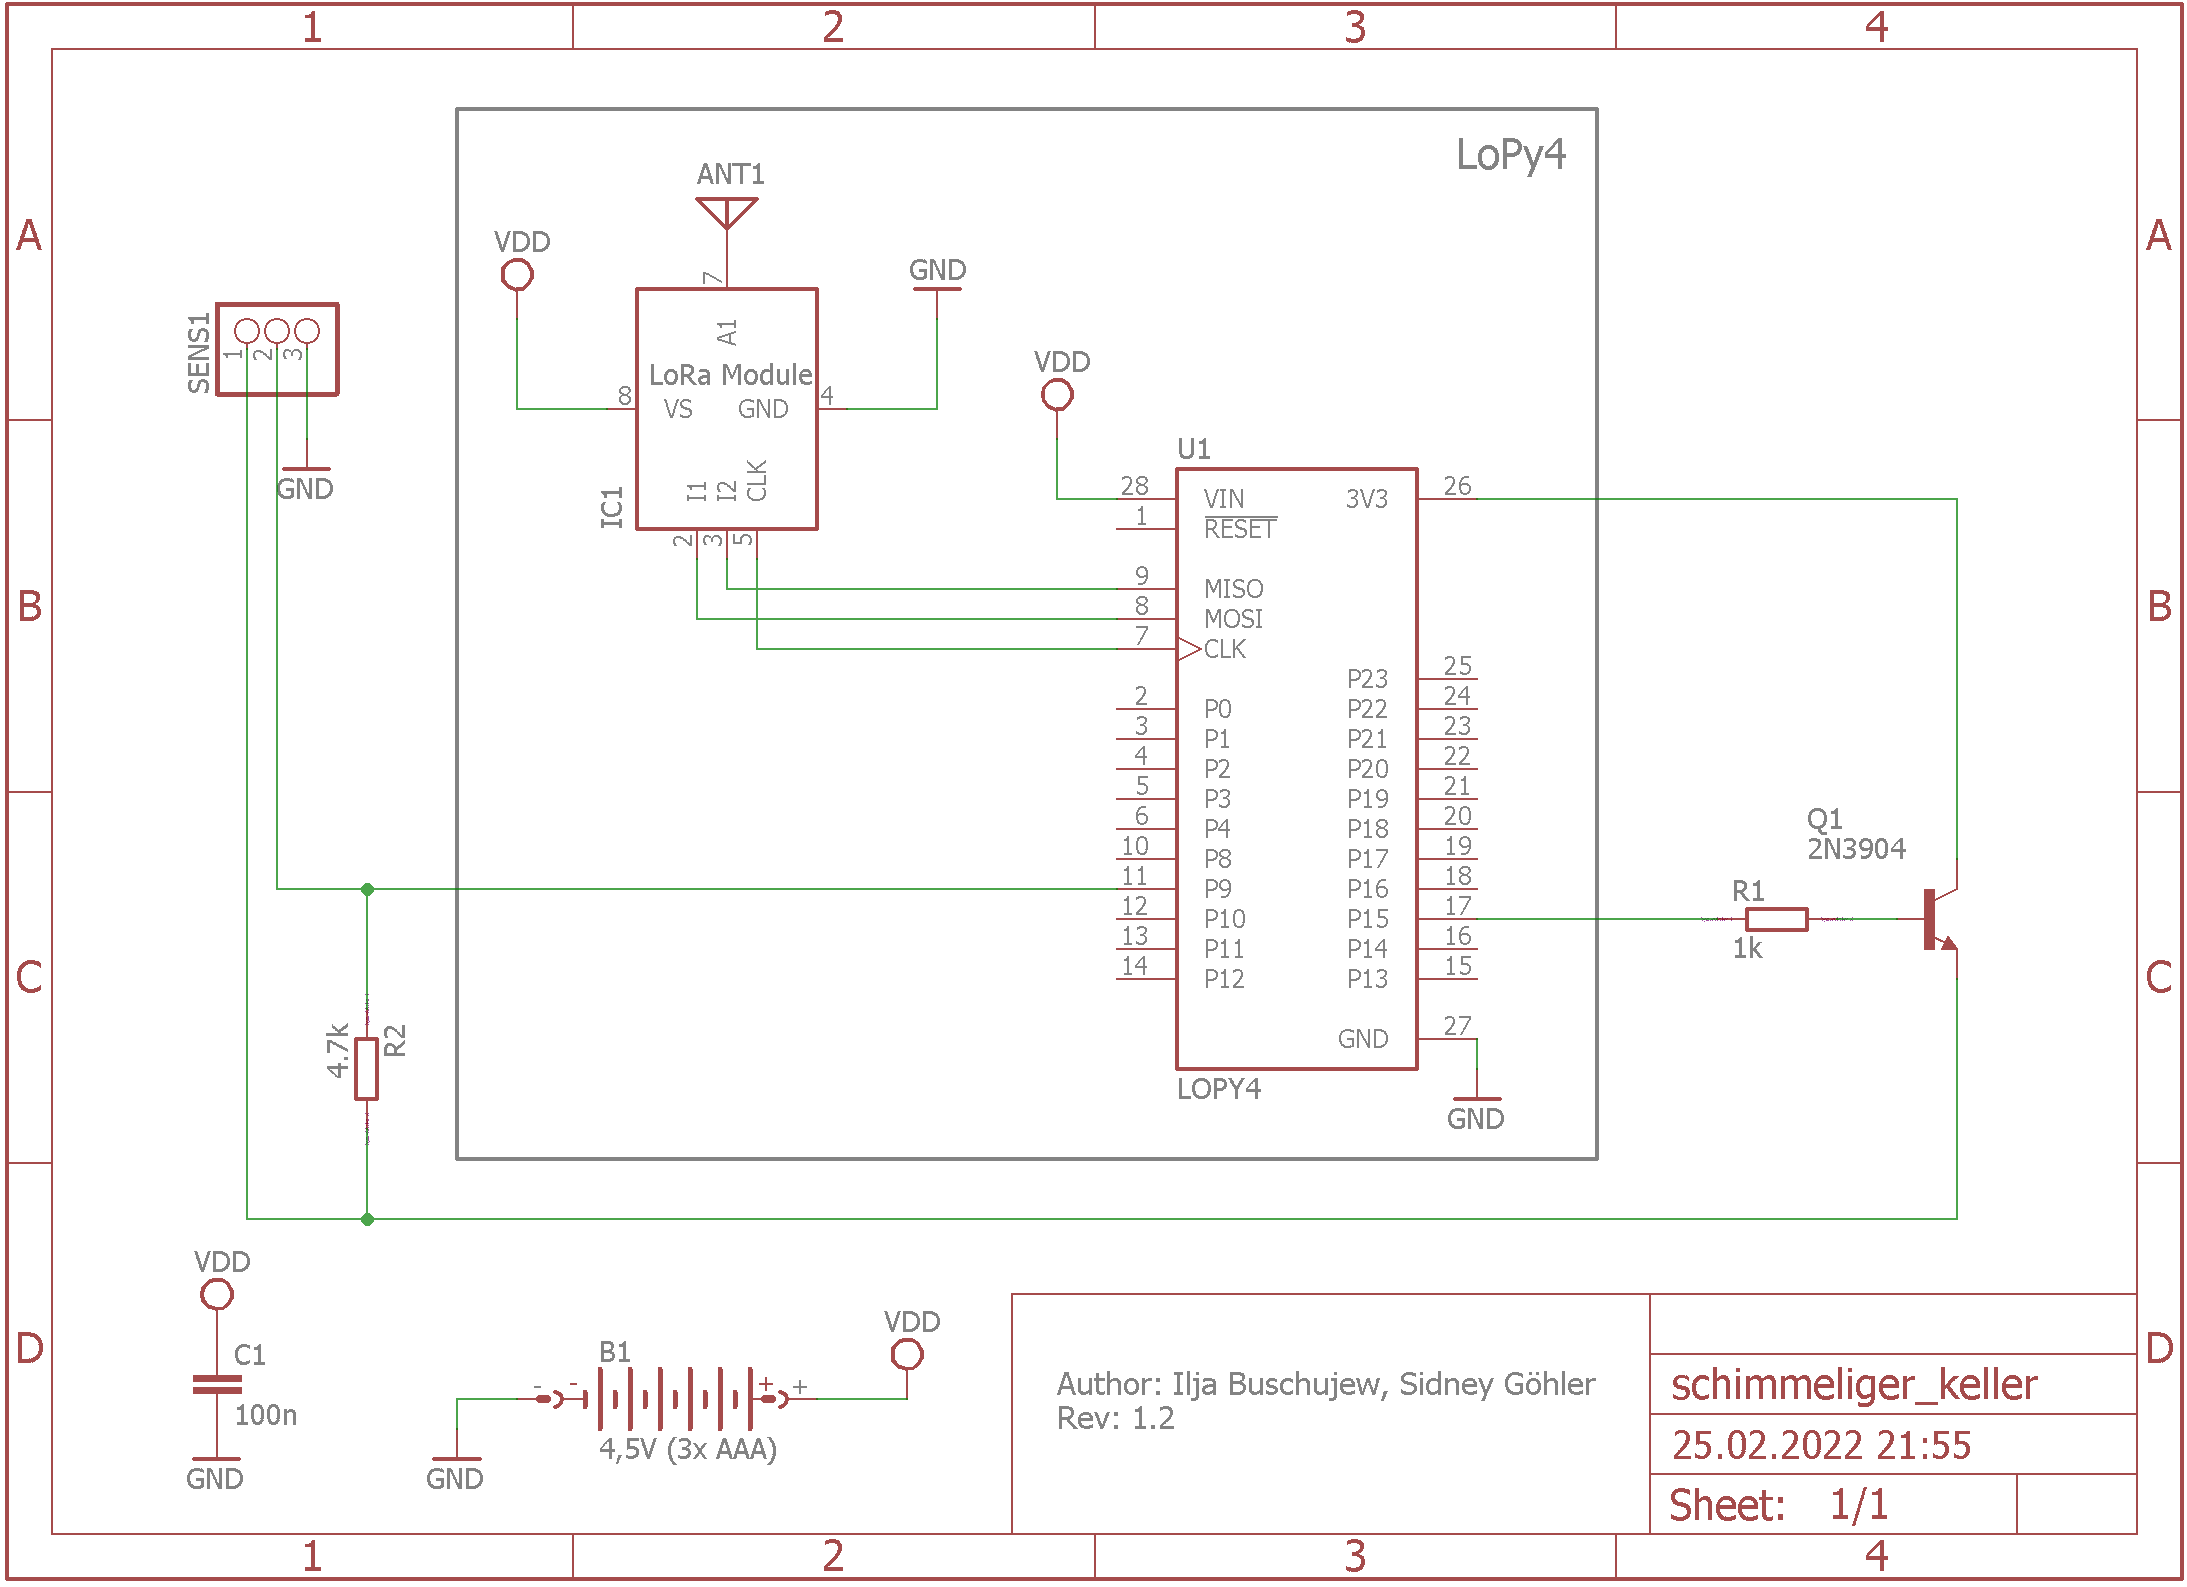 1 2 3 4
A A
B B
C C
D D
LoPy4
ANT1
VDD
GND
7
A1
LoRa Module
8 VS GND 4
I1 I2 CLK
IC1
2 3 5
SENS1
1 2 3
GND
VDD
U1
28 VIN 3V3 26
1 RESET
9 MISO
8 MOSI
7 CLK
P23 25
2 P0 P22 24
3 P1 P21 23
4 P2 P20 22
5 P3 P19 21
6 P4 P18 20
10 P8 P17 19
11 P9 P16 18
12 P10 P15 17
13 P11 P14 16
14 P12 P13 15
GND 27
LOPY4
GND
Q1
2N3904
R1
1k
4.7k
R2
VDD
C1
100n
GND
B1
- - + +
4,5V (3x AAA)
GND
VDD
Author: Ilja Buschujew, Sidney Göhler
Rev: 1.2
schimmeliger_keller
25.02.2022 21:55
Sheet: 1/1
1 2 3 4